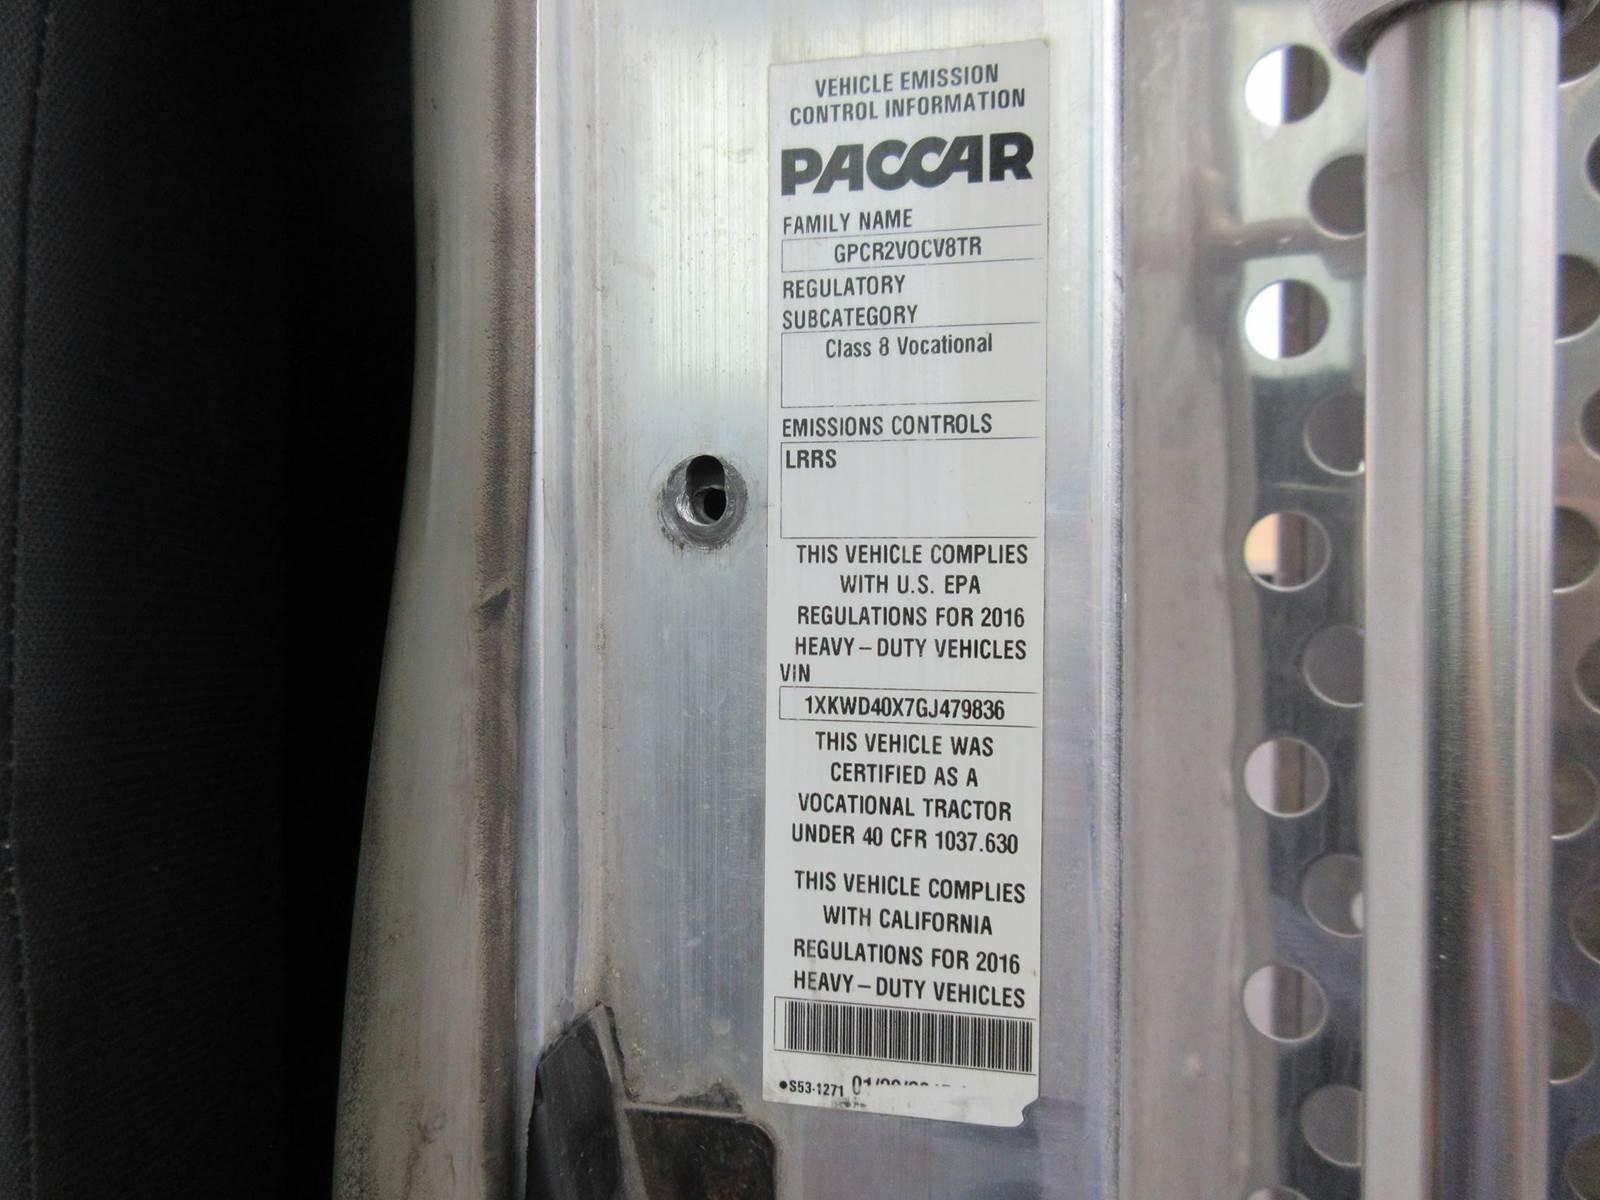 VEHICLE EMISSION
CONTROL INFORMATION
PACCAR
FAMILY NAME
GPCR2VOCV8TR
REGULATORY
SUBCATEGORY
Class 8 Vocational
EMISSIONS CONTROLS
LRRS
THIS VEHICLE COMPLIES
WITH U.S. EPA
REGULATIONS FOR 2016
HEAVY-DUTY VEHICLES
VIN
1XKWD40X7GJ479836
THIS VEHICLE WAS
CERTIFIED AS A
VOCATIONAL TRACTOR
UNDER 40 CFR 1037.630
THIS VEHICLE COMPLIES
WITH CALIFORNIA
REGULATIONS FOR 2016
HEAVY-DUTY VEHICLES
●S53-1271